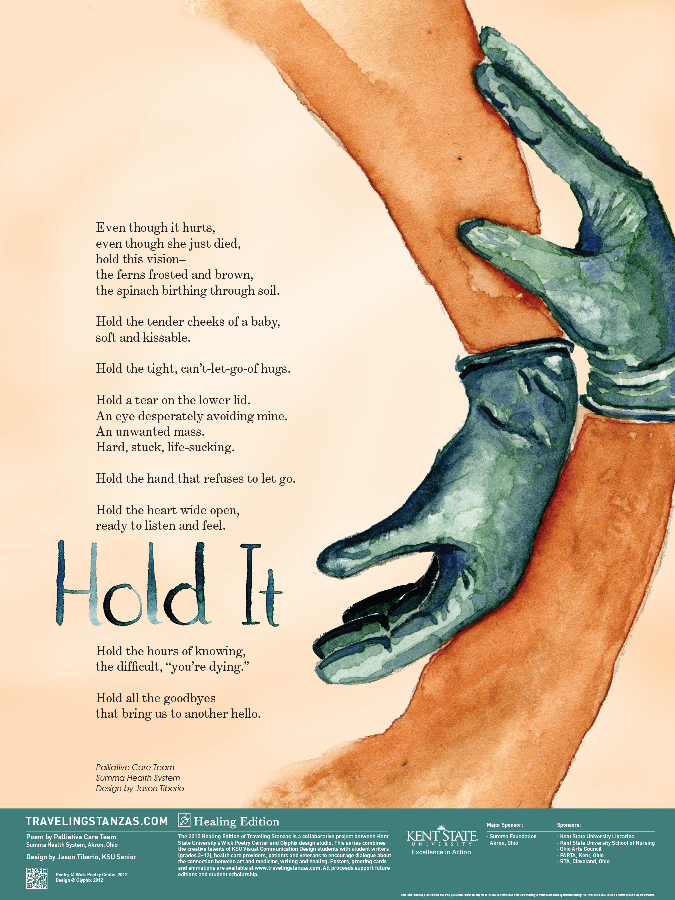 Even though it hurts,
even though she just died,
hold this vision–
the ferns frosted and brown,
the spinach birthing through soil.
Hold the tender cheeks of a baby,
soft and kissable.
Hold the tight, can't-let-go-of hugs.
Hold a tear on the lower lid.
An eye desperately avoiding mine.
An unwanted mass.
Hard, stuck, life-sucking.
Hold the hand that refuses to let go.
Hold the heart wide open,
ready to listen and feel.
Hold It
Hold the hours of knowing,
the difficult, “you're dying.”
Hold all the goodbyes
that bring us to another hello.
Palliative Care Team
Summa Health System
Design by Jason Tiberio
TRAVELINGSTANZAS.COM
Poem by Palliative Care Team
Summa Health System, Akron, Ohio
Design by Jason Tiberio, KSU Senior
Poetry © Wick Poetry Center 2012
Design © Glyphix 2012
Healing Edition
The 2012 Healing Edition of Traveling Stanzas is a collaborative project between Kent
State University's Wick Poetry Center and Glyphix design studio. This series combines
the creative talents of KSU Visual Communication Design students with student writers
(grades 3–12), health care providers, patients and veterans to encourage dialogue about
the connection between art and medicine, writing and healing. Posters, greeting cards,
and animations are available at www.travelingstanzas.com. All proceeds support future
editions and student scholarship.
KENT STATE
UNIVERSITY
Excellence in Action
Major Sponsor:
· Summa Foundation
Akron, Ohio
Sponsors:
· Kent State University Libraries
· Kent State University School of Nursing
· Ohio Arts Council
· PARTA, Kent, Ohio
· RTA, Cleveland, Ohio